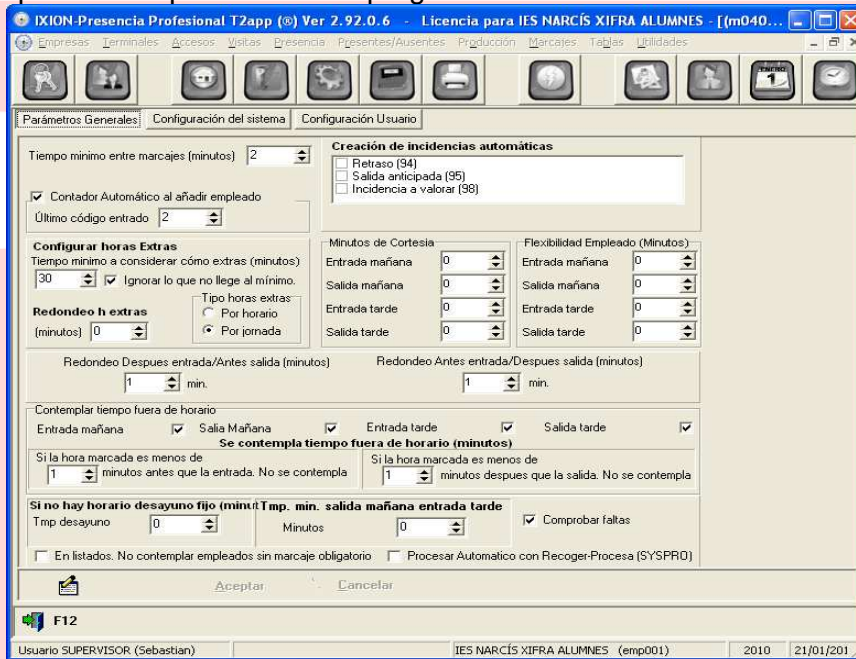 IXION-Presencia Profesional T2app (®) Ver 2.92.0.6 - Licencia para IES NARCÍS XIFRA ALUMNES - [(m040...
Empresas Terminales Accesos Visitas Presencia Presentes/Ausentes Producción Marcajes Tablas Utilidades
ENERO
1
Parámetros Generales Configuración del sistema Configuración Usuario
Tiempo minimo entre marcajes (minutos) 2
Creación de incidencias automáticas
Retraso (94)
Salida anticipada (95)
Incidencia a valorar (98)
Contador Automático al añadir empleado
Último código entrado 2
Configurar horas Extras
Tiempo minimo a considerar cómo extras (minutos)
30 Ignorar lo que no llege al mínimo.
Redondeo h extras
(minutos) 0
Tipo horas extras
Por horario
Por jornada
Minutos de Cortesia
Entrada mañana 0
Salida mañana 0
Entrada tarde 0
Salida tarde 0
Flexibilidad Empleado (Minutos)
Entrada mañana 0
Salida mañana 0
Entrada tarde 0
Salida tarde 0
Redondeo Despues entrada/Antes salida (minutos)
1 min.
Redondeo Antes entrada/Despues salida (minutos)
1 min.
Contemplar tiempo fuera de horario
Entrada mañana Salia Mañana Entrada tarde Salida tarde
Se contempla tiempo fuera de horario (minutos)
Si la hora marcada es menos de
1 minutos antes que la entrada. No se contempla
Si la hora marcada es menos de
1 minutos despues que la salida. No se contempla
Si no hay horario desayuno fijo (minut
Tmp desayuno 0
Tmp. min. salida mañana entrada tarde
Minutos 0
Comprobar faltas
En listados. No contemplar empleados sin marcaje obligatorio Procesar Automatico con Recoger-Procesa (SYSPRO)
Aceptar Cancelar
F12
Usuario SUPERVISOR (Sebastian) IES NARCÍS XIFRA ALUMNES (emp001) 2010 21/01/201